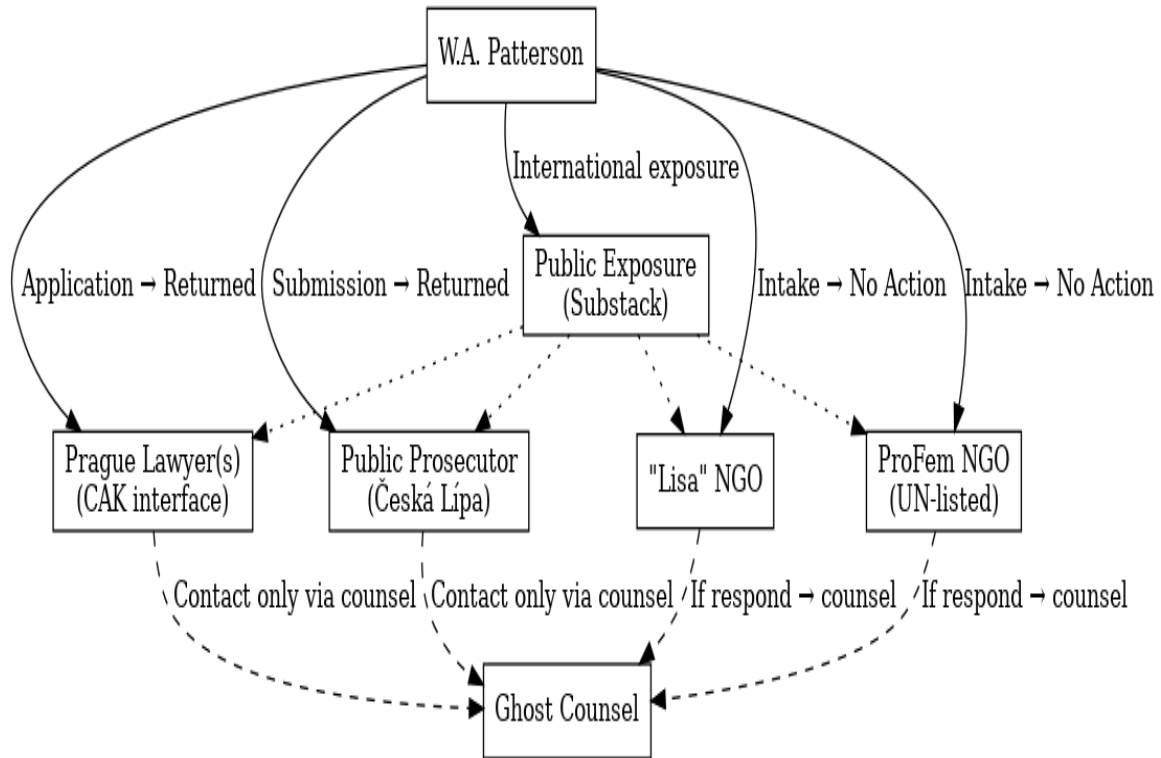 W.A. Patterson
International exposure
Public Exposure
(Substack)
Application → Returned
Submission → Returned
Intake → No Action
Intake → No Action
Prague Lawyer(s)
(CAK interface)
Public Prosecutor
(Česká Lípa)
"Lisa" NGO
ProFem NGO
(UN-listed)
Contact only via counsel
Contact only via counsel
If respond → counsel
If respond → counsel
Ghost Counsel